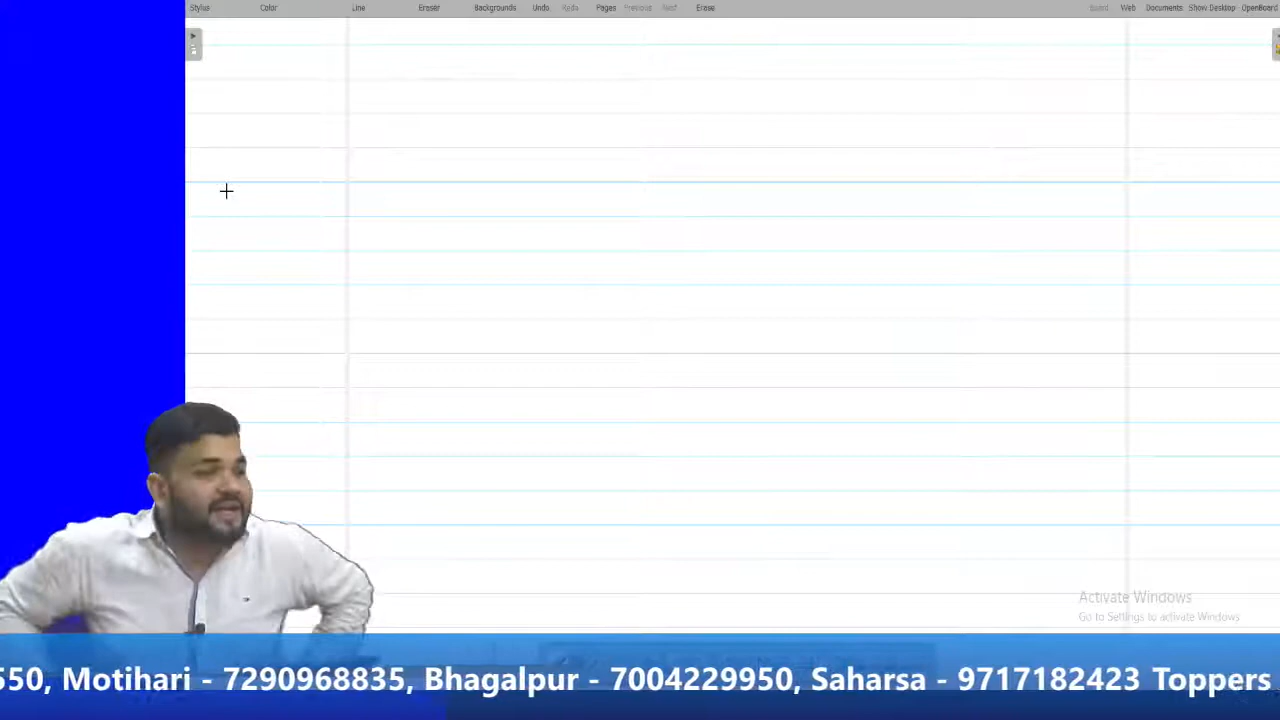 Stylus Color Line Eraser Backgrounds Undo Redo Pages Previous Next Erase Board Web Documents Show Desktop OpenBoard
Activate Windows
Go to Settings to activate Windows
550, Motihari - 7290968835, Bhagalpur - 7004229950, Saharsa - 9717182423 Toppers